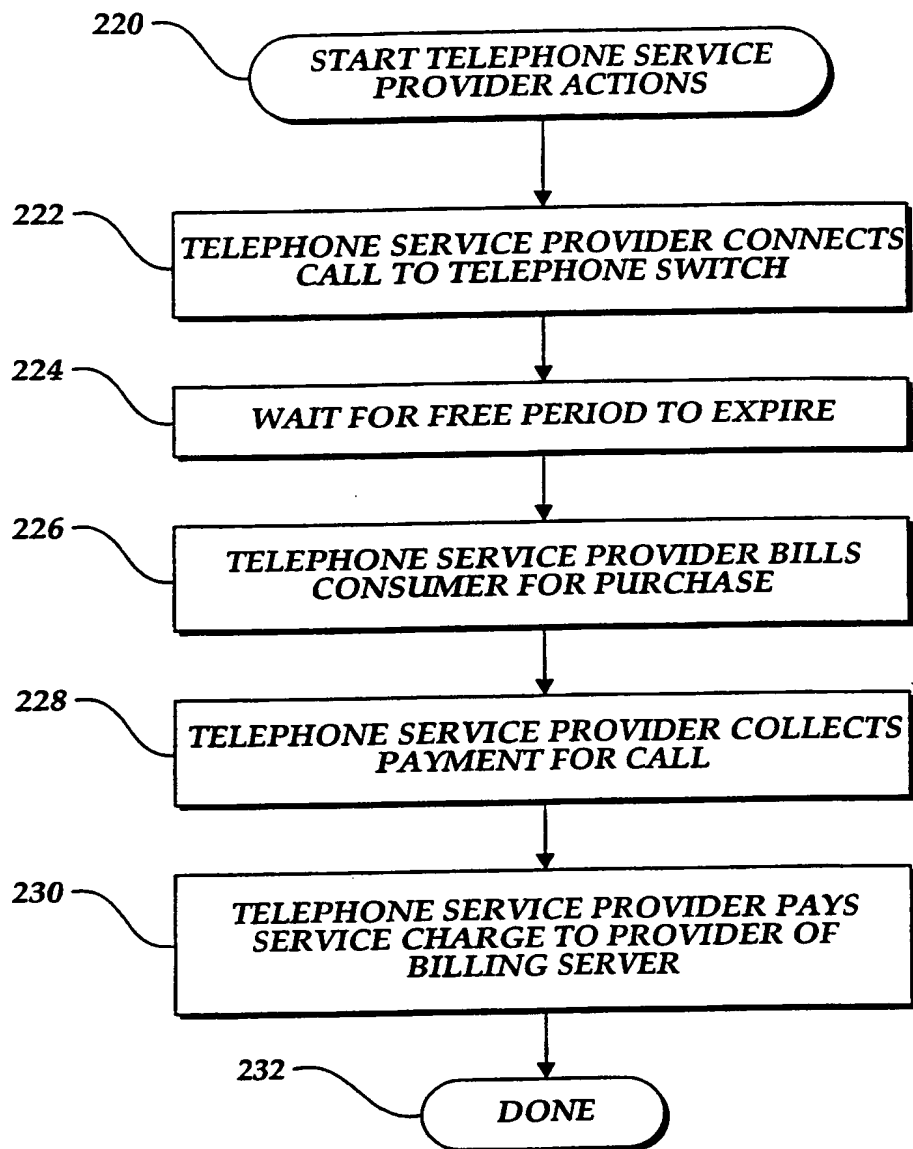 220
START TELEPHONE SERVICE
PROVIDER ACTIONS
222
TELEPHONE SERVICE PROVIDER CONNECTS
CALL TO TELEPHONE SWITCH
224
WAIT FOR FREE PERIOD TO EXPIRE
226
TELEPHONE SERVICE PROVIDER BILLS
CONSUMER FOR PURCHASE
228
TELEPHONE SERVICE PROVIDER COLLECTS
PAYMENT FOR CALL
230
TELEPHONE SERVICE PROVIDER PAYS
SERVICE CHARGE TO PROVIDER OF
BILLING SERVER
232
DONE